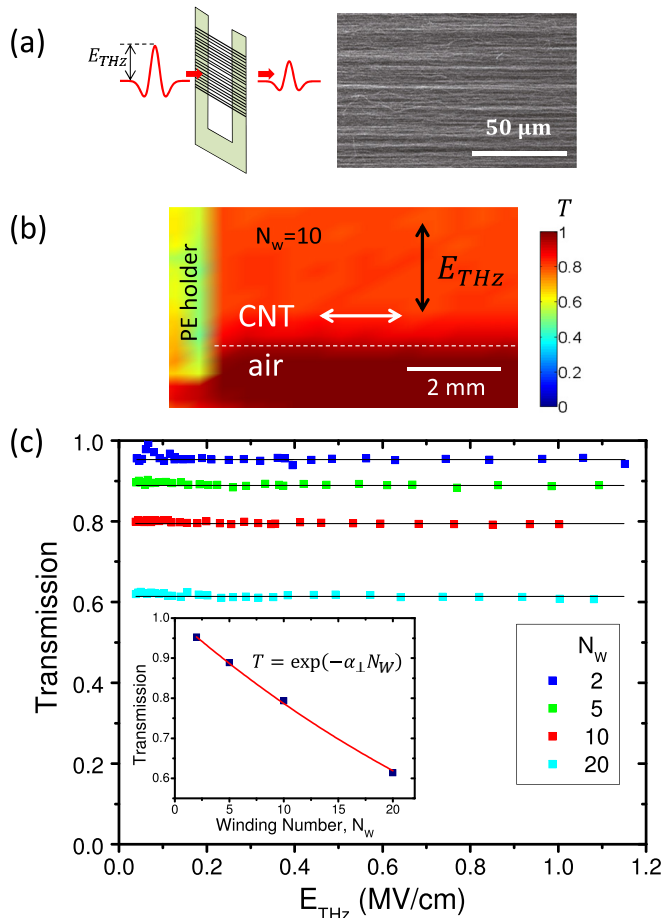 (a)
E_THz
50 μm
(b)
N_w=10
PE holder
E_THz
CNT
air
2 mm
T
1
0.8
0.6
0.4
0.2
0
(c)
1.0
0.8
0.6
0.4
0.2
0.0
Transmission
0.0 0.2 0.4 0.6 0.8 1.0 1.2
E_THz (MV/cm)
1.0
0.9
0.8
0.7
0.6
Transmission
T = exp(−α⊥N_W)
0 5 10 15 20
Winding Number, N_W
N_W
2
5
10
20